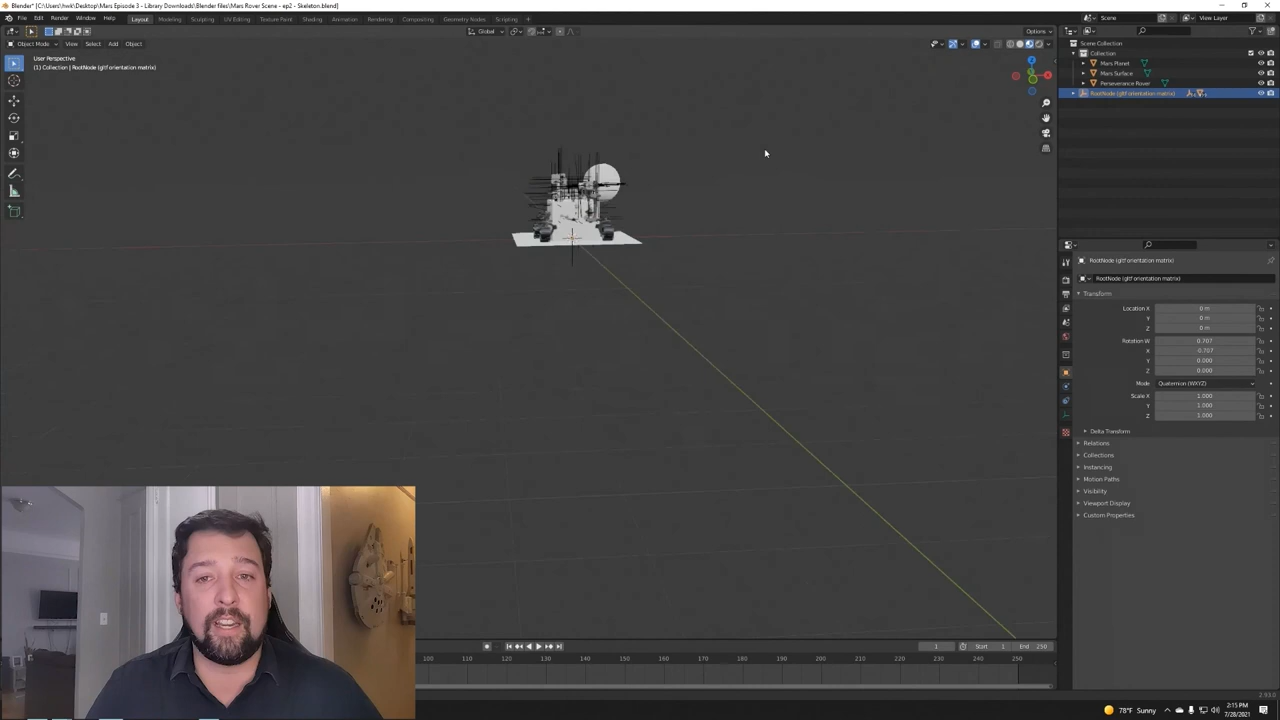 Blender* [C:\Users\hwik\Desktop\Mars Episode 3 - Library Downloads\Blender files\Mars Rover Scene - ep2 - Skeleton.blend]
File Edit Render Window Help Layout Modeling Sculpting UV Editing Texture Paint Shading Animation Rendering Compositing Geometry Nodes Scripting + Scene View Layer
Global Options
Object Mode View Select Add Object
User Perspective
(1) Collection | RootNode (gltf orientation matrix)
Scene Collection
Collection
Mars Planet
Mars Surface
Perseverance Rover
RootNode (gltf orientation matrix)
RootNode (gltf orientation matrix)
RootNode (gltf orientation matrix)
Transform
Location X 0 m
Y 0 m
Z 0 m
Rotation W 0.707
X -0.707
Y 0.000
Z 0.000
Mode Quaternion (WXYZ)
Scale X 1.000
Y 1.000
Z 1.000
Delta Transform
Relations
Collections
Instancing
Motion Paths
Visibility
Viewport Display
Custom Properties
1 Start 1 End 250
100 110 120 130 140 150 160 170 180 190 200 210 220 230 240 250
2.93.0
78°F Sunny 2:15 PM
7/28/2021